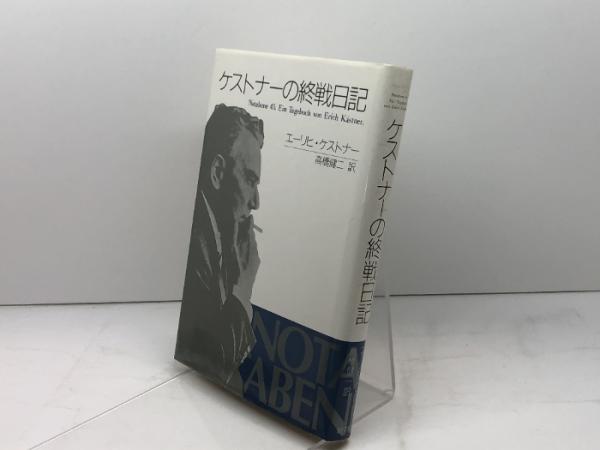 ケストナーの終戦日記
Notabene 45. Ein Tagebuch von Erich Kästner.
エーリヒ・ケストナー
高橋健二 訳
NOTA
ABEN
ケストナーの終戦日記